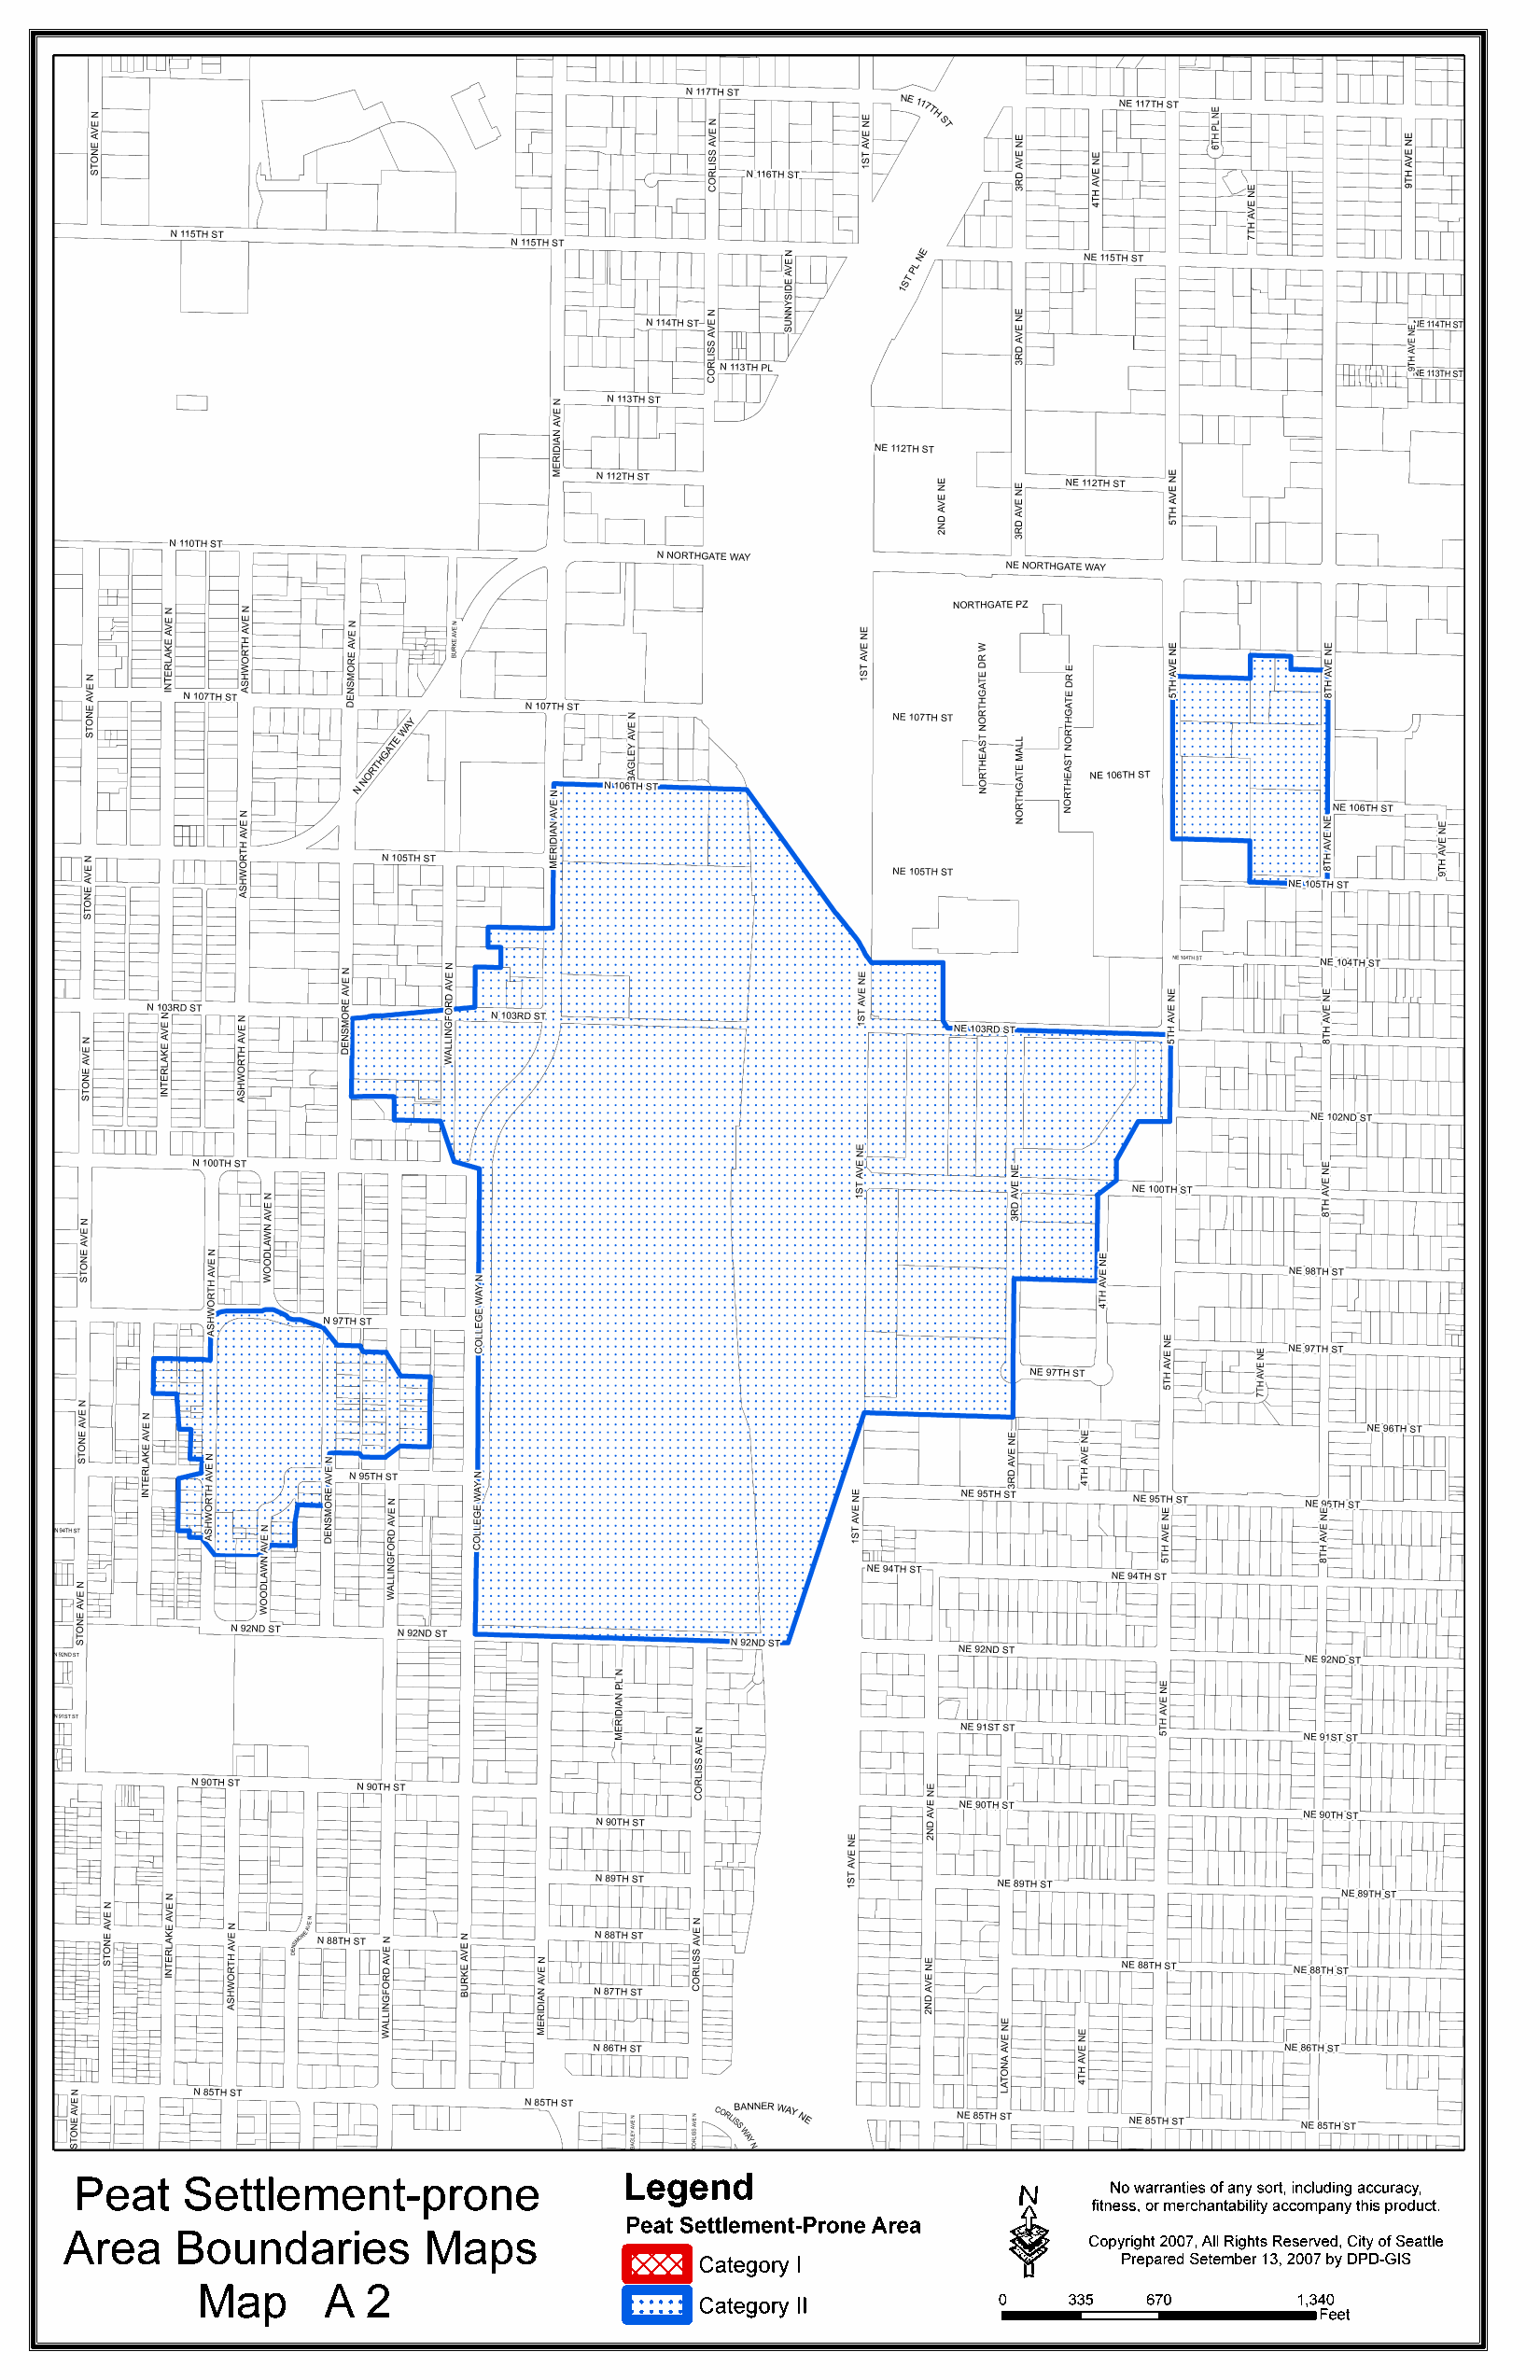 N 117TH ST
NE 117TH ST
NE 117TH ST
STONE AVE N
CORLISS AVE N
1ST AVE NE
3RD AVE NE
4TH AVE NE
6TH PL NE
7TH AVE NE
9TH AVE NE
N 116TH ST
N 115TH ST
N 115TH ST
NE 115TH ST
SUNNYSIDE AVE N
1ST PL NE
N 114TH ST
CORLISS AVE N
3RD AVE NE
NE 114TH ST
9TH AVE NE
N 113TH PL
NE 113TH ST
N 113TH ST
MERIDIAN AVE N
NE 112TH ST
N 112TH ST
NE 112TH ST
2ND AVE NE
3RD AVE NE
5TH AVE NE
N 110TH ST
N NORTHGATE WAY
NE NORTHGATE WAY
NORTHGATE PZ
INTERLAKE AVE N
ASHWORTH AVE N
DENSMORE AVE N
BURKE AVE N
1ST AVE NE
NORTHEAST NORTHGATE DR W
NORTHEAST NORTHGATE DR E
5TH AVE NE
8TH AVE NE
STONE AVE N
N 107TH ST
N 107TH ST
NE 107TH ST
N NORTHGATE WAY
BAGLEY AVE N
NORTHGATE MALL
NE 106TH ST
N 106TH ST
NE 106TH ST
MERIDIAN AVE N
ASHWORTH AVE N
8TH AVE NE
9TH AVE NE
N 105TH ST
NE 105TH ST
NE 105TH ST
STONE AVE N
NE 104TH ST
NE 104TH ST
DENSMORE AVE N
WALLINGFORD AVE N
1ST AVE NE
5TH AVE NE
8TH AVE NE
N 103RD ST
N 103RD ST
NE 103RD ST
STONE AVE N
INTERLAKE AVE N
ASHWORTH AVE N
NE 102ND ST
N 100TH ST
1ST AVE NE
3RD AVE NE
NE 100TH ST
8TH AVE NE
STONE AVE N
WOODLAWN AVE N
ASHWORTH AVE N
COLLEGE WAY N
4TH AVE NE
NE 98TH ST
N 97TH ST
NE 97TH ST
NE 97TH ST
5TH AVE NE
7TH AVE NE
STONE AVE N
INTERLAKE AVE N
NE 96TH ST
3RD AVE NE
4TH AVE NE
ASHWORTH AVE N
DENSMORE AVE N
N 95TH ST
COLLEGE WAY N
1ST AVE NE
NE 95TH ST
NE 95TH ST
NE 95TH ST
WALLINGFORD AVE N
5TH AVE NE
8TH AVE NE
N 94TH ST
WOODLAWN AVE N
NE 94TH ST
NE 94TH ST
STONE AVE N
N 92ND ST
N 92ND ST
N 92ND ST
NE 92ND ST
N 92ND ST
NE 92ND ST
MERIDIAN PL N
5TH AVE NE
N 91ST ST
CORLISS AVE N
NE 91ST ST
NE 91ST ST
N 90TH ST
N 90TH ST
2ND AVE NE
NE 90TH ST
NE 90TH ST
N 90TH ST
1ST AVE NE
N 89TH ST
NE 89TH ST
NE 89TH ST
STONE AVE N
INTERLAKE AVE N
ASHWORTH AVE N
DENSMORE AVE N
N 88TH ST
WALLINGFORD AVE N
BURKE AVE N
N 88TH ST
CORLISS AVE N
NE 88TH ST
NE 88TH ST
MERIDIAN AVE N
N 87TH ST
2ND AVE NE
LATONA AVE NE
4TH AVE NE
N 86TH ST
NE 86TH ST
STONE AVE N
N 85TH ST
N 85TH ST
BANNER WAY NE
CORLISS WAY N
BAGLEY AVE N
CORLISS AVE N
NE 85TH ST
NE 85TH ST
NE 85TH ST
Peat Settlement-prone
Area Boundaries Maps
Map A 2
Legend
Peat Settlement-Prone Area
Category I
Category II
N
No warranties of any sort, including accuracy,
fitness, or merchantability accompany this product.
Copyright 2007, All Rights Reserved, City of Seattle
Prepared Setember 13, 2007 by DPD-GIS
0 335 670 1,340
Feet